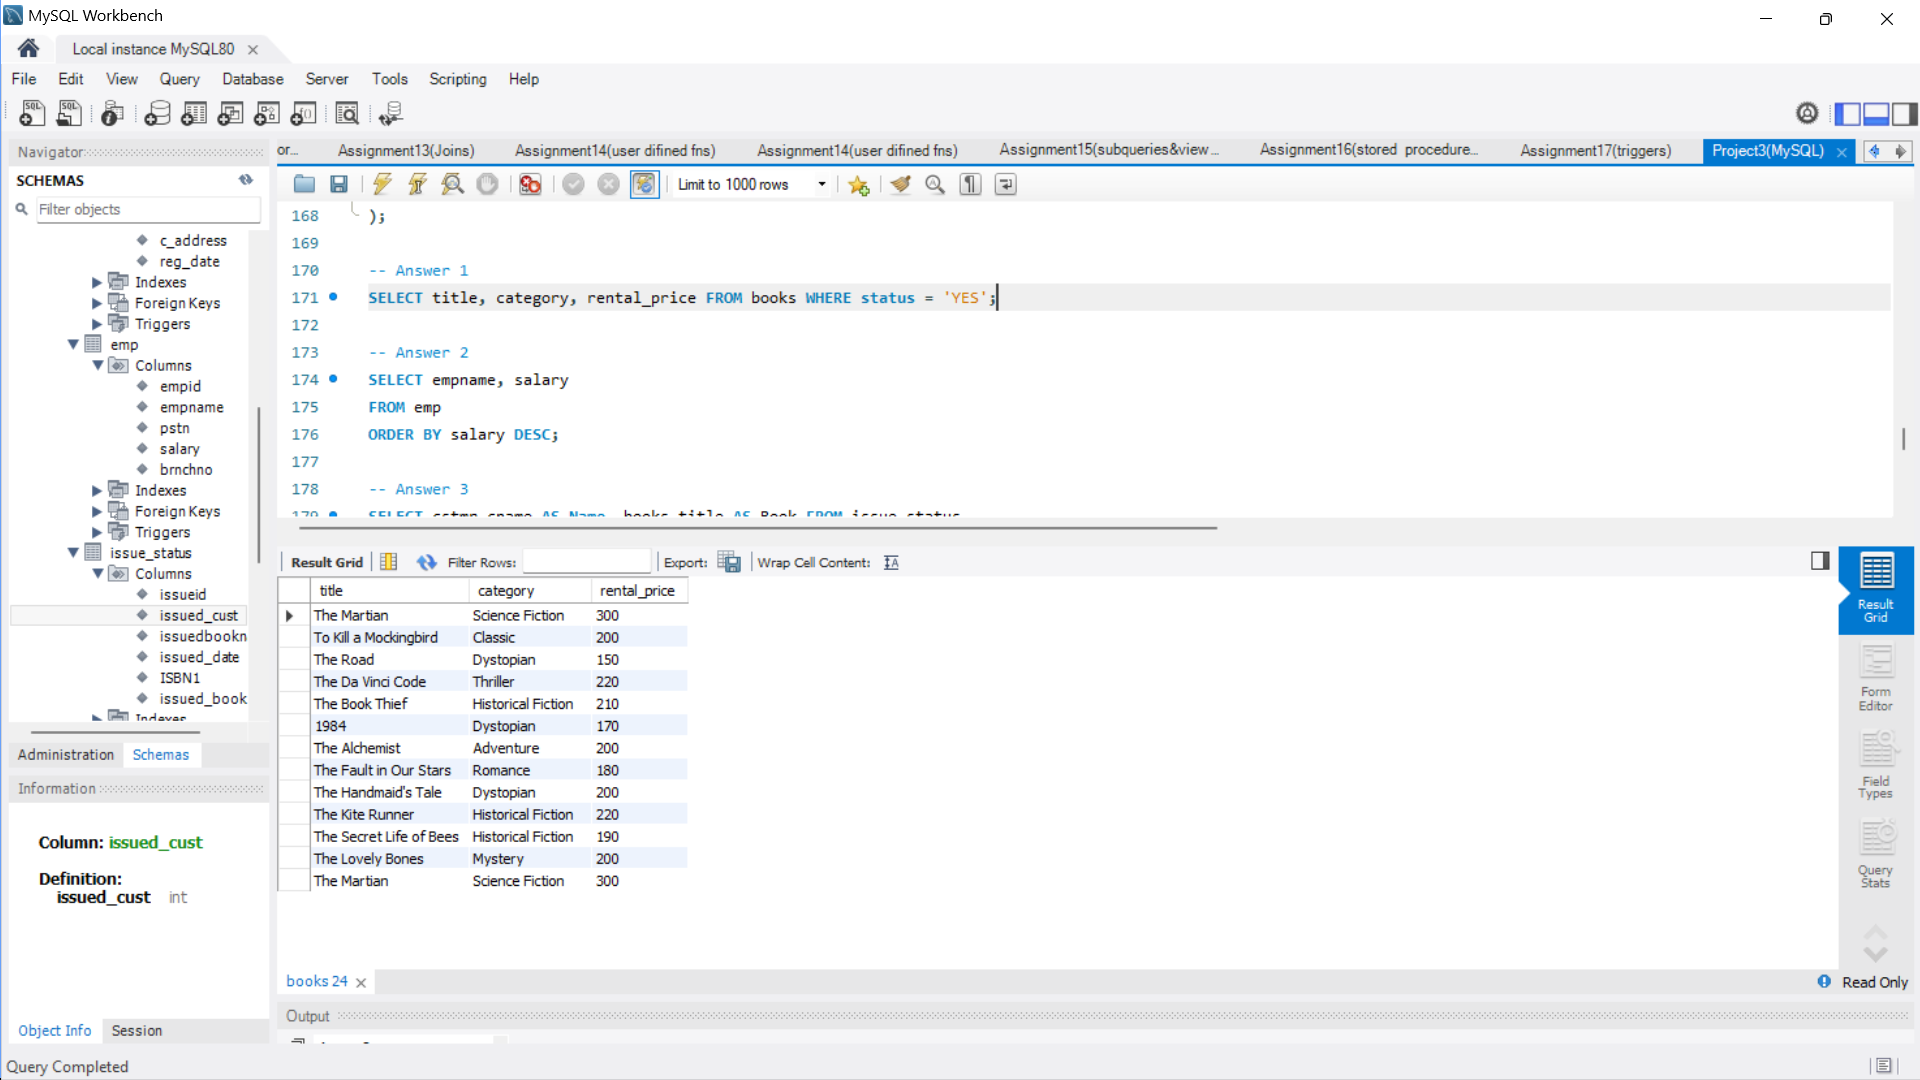 MySQL Workbench
Local instance MySQL80
File Edit View Query Database Server Tools Scripting Help
Navigator
or... Assignment13(Joins) Assignment14(user difined fns) Assignment14(user difined fns) Assignment15(subqueries&view... Assignment16(stored procedure... Assignment17(triggers) Project3(MySQL)
SCHEMAS
Limit to 1000 rows
Filter objects
c_address
reg_date
Indexes
Foreign Keys
Triggers
emp
Columns
empid
empname
pstn
salary
brnchno
Indexes
Foreign Keys
Triggers
issue_status
Columns
issueid
issued_cust
issuedbookn
issued_date
ISBN1
issued_book
Indexes
Administration Schemas
Information
Column: issued_cust
Definition:
issued_cust int
Object Info Session
168 );
169
170 -- Answer 1
171 SELECT title, category, rental_price FROM books WHERE status = 'YES';
172
173 -- Answer 2
174 SELECT empname, salary
175 FROM emp
176 ORDER BY salary DESC;
177
178 -- Answer 3
179 SELECT cstmn.cname AS Name, books.title AS Book FROM issue_status
Result Grid Filter Rows: Export: Wrap Cell Content:
title category rental_price
The Martian Science Fiction 300
To Kill a Mockingbird Classic 200
The Road Dystopian 150
The Da Vinci Code Thriller 220
The Book Thief Historical Fiction 210
1984 Dystopian 170
The Alchemist Adventure 200
The Fault in Our Stars Romance 180
The Handmaid's Tale Dystopian 200
The Kite Runner Historical Fiction 220
The Secret Life of Bees Historical Fiction 190
The Lovely Bones Mystery 200
The Martian Science Fiction 300
Result
Grid
Form
Editor
Field
Types
Query
Stats
books 24
Read Only
Output
Query Completed